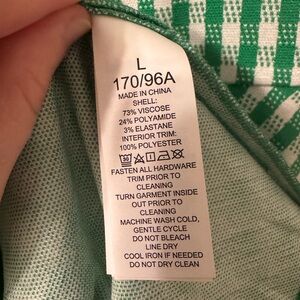 L
170/96A
MADE IN CHINA
SHELL:
73% VISCOSE
24% POLYAMIDE
3% ELASTANE
INTERIOR TRIM:
100% POLYESTER
FASTEN ALL HARDWARE
TRIM PRIOR TO
CLEANING
TURN GARMENT INSIDE
OUT PRIOR TO
CLEANING
MACHINE WASH COLD,
GENTLE CYCLE
DO NOT BLEACH
LINE DRY
COOL IRON IF NEEDED
DO NOT DRY CLEAN